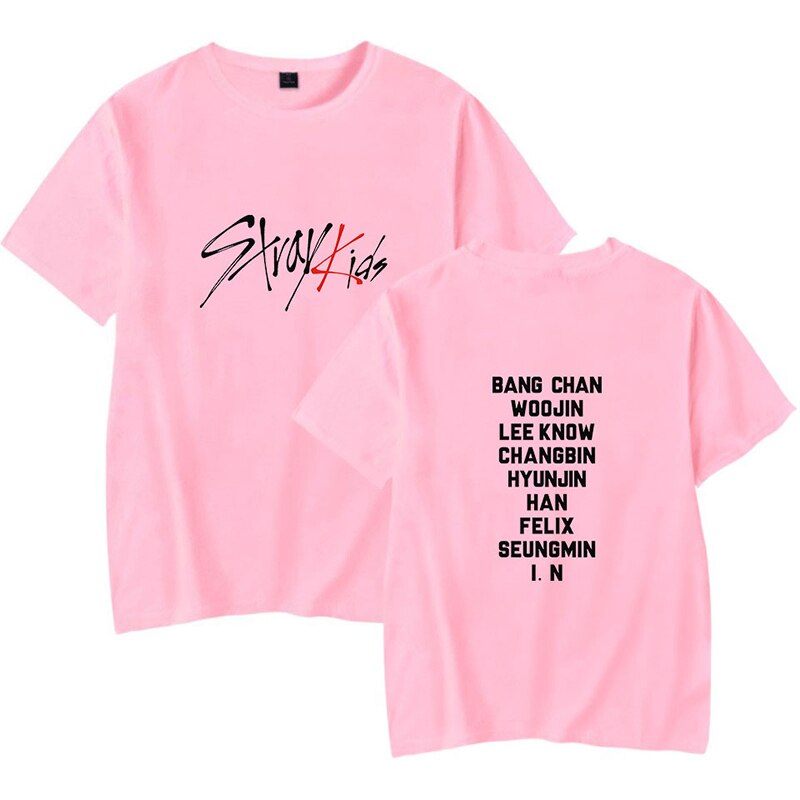 Stray Kids
BANG CHAN
WOOJIN
LEE KNOW
CHANGBIN
HYUNJIN
HAN
FELIX
SEUNGMIN
I. N